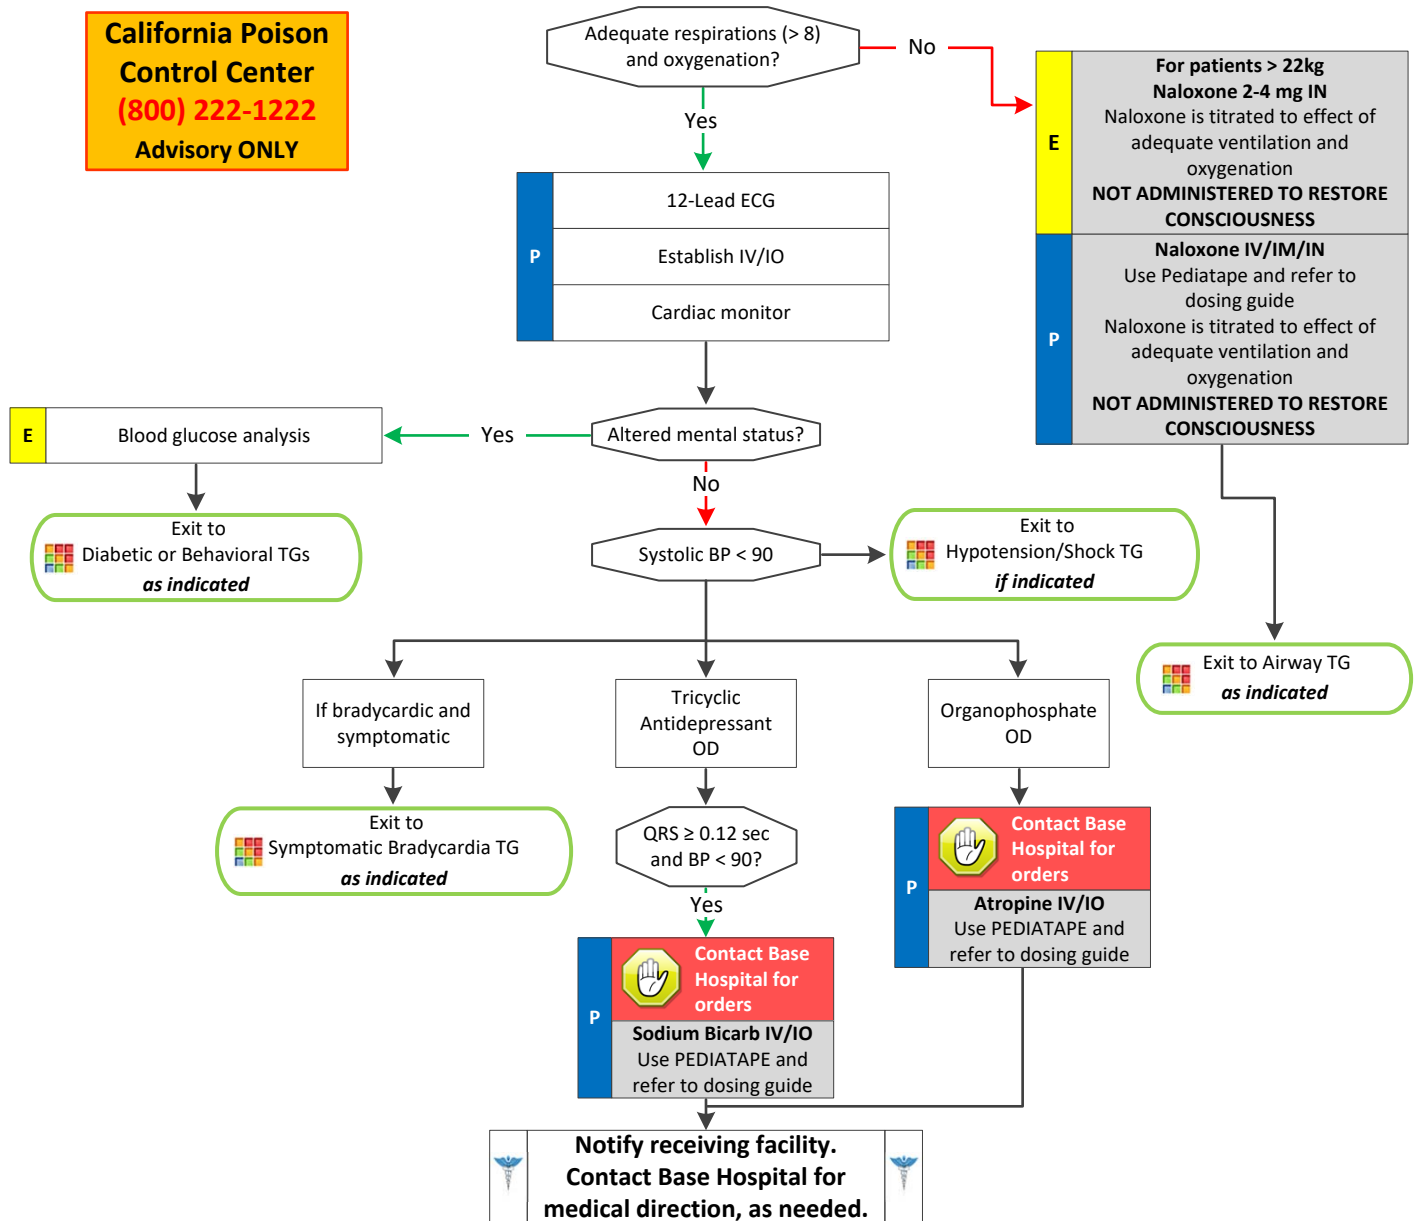 California Poison
Control Center
(800) 222-1222
Advisory ONLY
Adequate respirations (> 8)
and oxygenation?
No
Yes
E
For patients > 22kg
Naloxone 2-4 mg IN
Naloxone is titrated to effect of
adequate ventilation and
oxygenation
NOT ADMINISTERED TO RESTORE
CONSCIOUSNESS
P
Naloxone IV/IM/IN
Use Pediatape and refer to
dosing guide
Naloxone is titrated to effect of
adequate ventilation and
oxygenation
NOT ADMINISTERED TO RESTORE
CONSCIOUSNESS
P
12-Lead ECG
Establish IV/IO
Cardiac monitor
Altered mental status?
Yes
E
Blood glucose analysis
No
Exit to
Diabetic or Behavioral TGs
as indicated
Systolic BP < 90
Exit to
Hypotension/Shock TG
if indicated
Exit to Airway TG
as indicated
If bradycardic and
symptomatic
Tricyclic
Antidepressant
OD
Organophosphate
OD
Exit to
Symptomatic Bradycardia TG
as indicated
QRS ≥ 0.12 sec
and BP < 90?
Yes
P
Contact Base
Hospital for
orders
Atropine IV/IO
Use PEDIATAPE and
refer to dosing guide
P
Contact Base
Hospital for
orders
Sodium Bicarb IV/IO
Use PEDIATAPE and
refer to dosing guide
Notify receiving facility.
Contact Base Hospital for
medical direction, as needed.